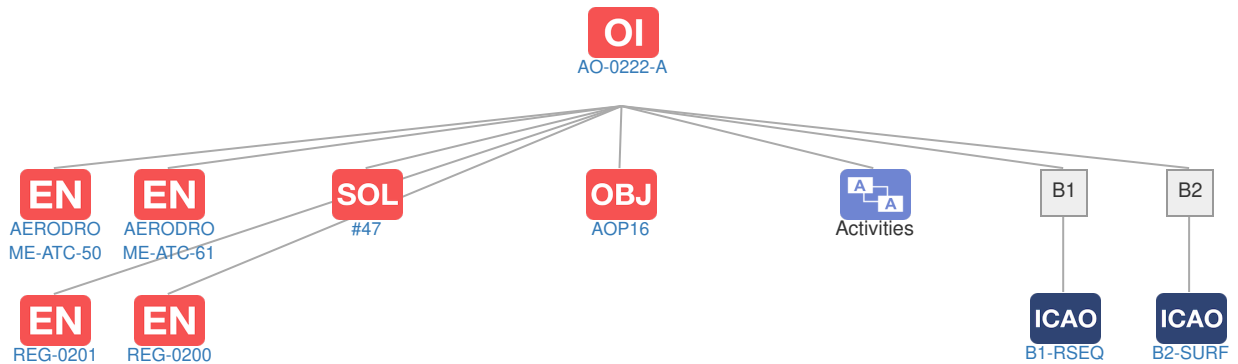 OI
AO-0222-A
EN
EN
SOL
OBJ
A
A
B1
B2
AERODRO
ME-ATC-50
AERODRO
ME-ATC-61
#47
AOP16
Activities
EN
EN
ICAO
ICAO
REG-0201
REG-0200
B1-RSEQ
B2-SURF